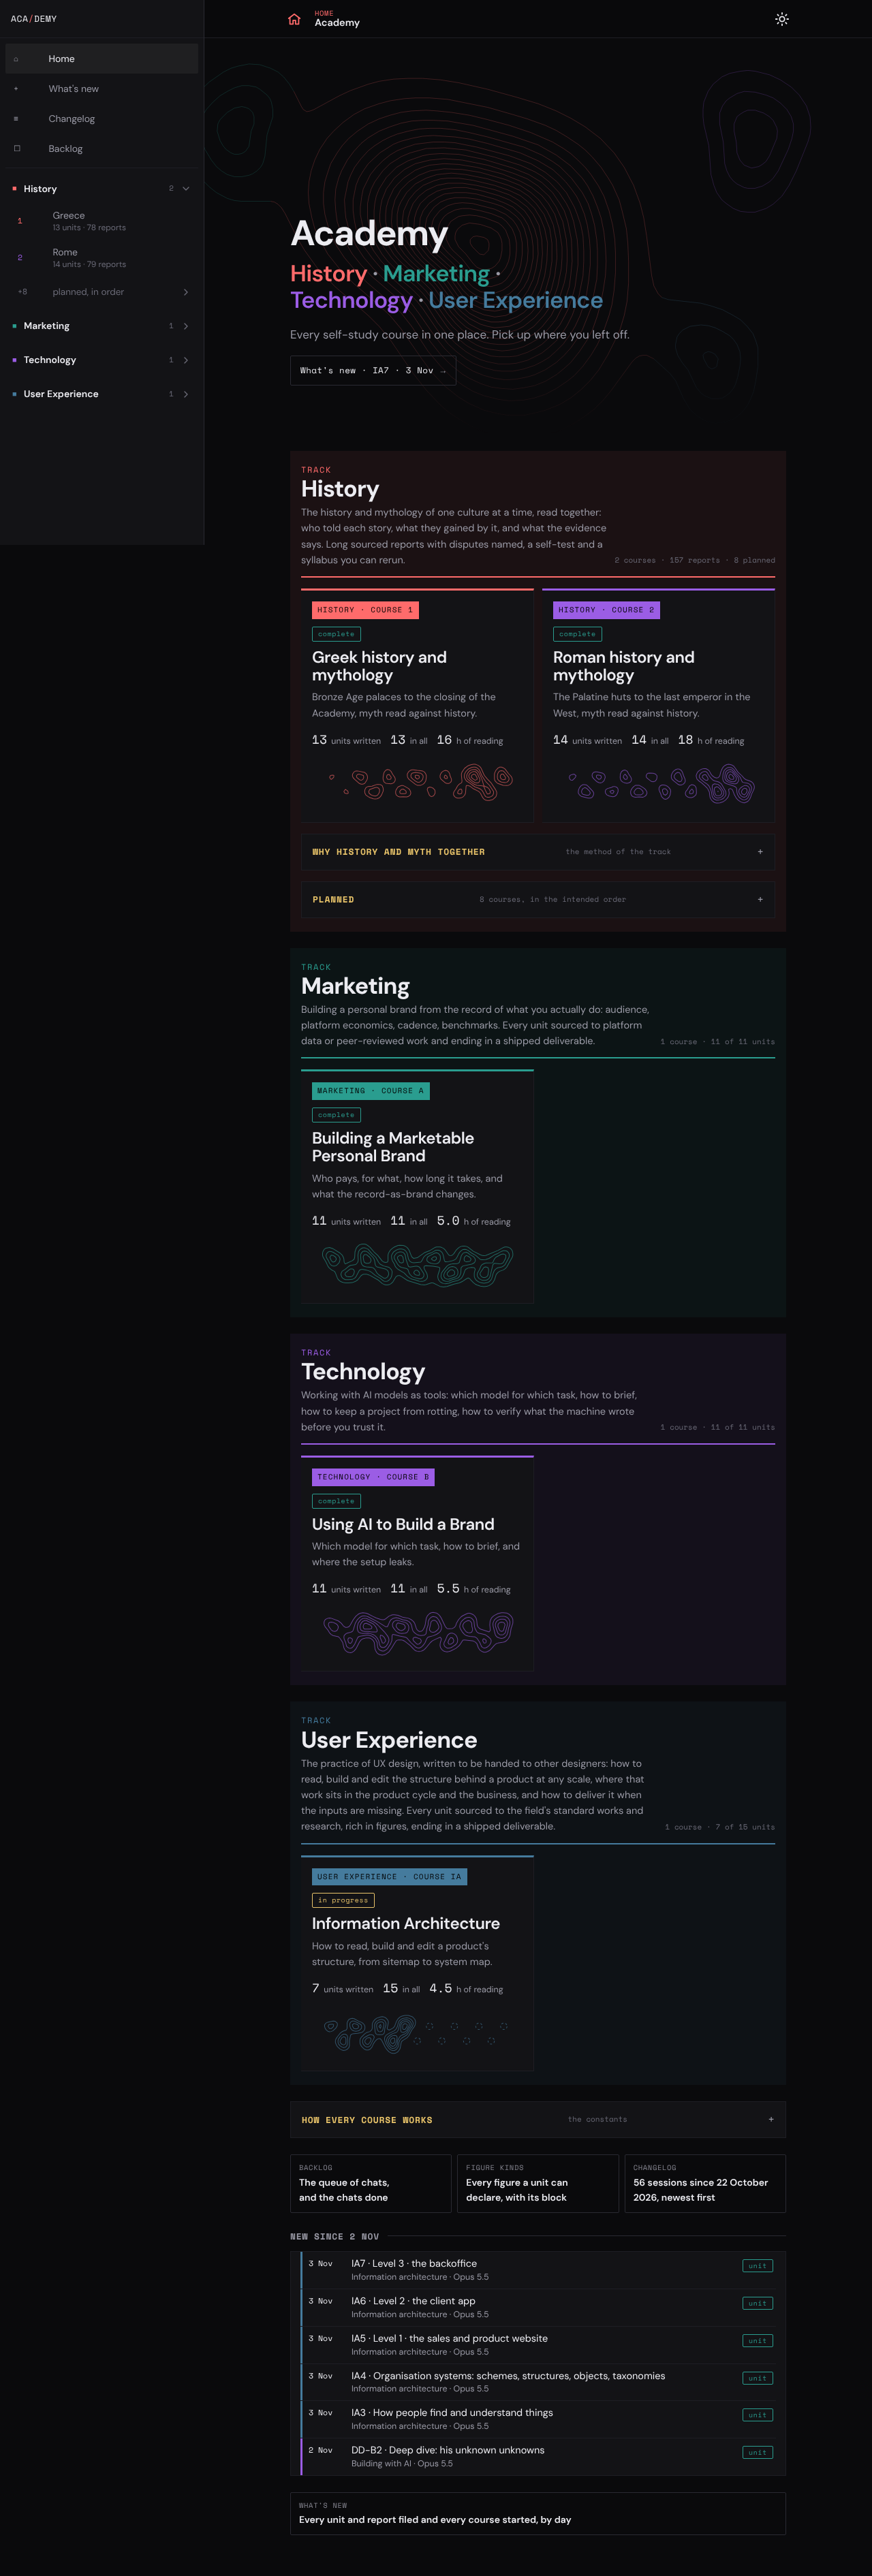 ACA/DEMY
Home
What's new
Changelog
Backlog
History 2
1 Greece
13 units · 78 reports
2 Rome
14 units · 79 reports
+8 planned, in order
Marketing 1
Technology 1
User Experience 1
HOME
Academy
Academy
History · Marketing ·
Technology · User Experience
Every self-study course in one place. Pick up where you left off.
What's new · IA7 · 3 Nov →
TRACK
History
The history and mythology of one culture at a time, read together:
who told each story, what they gained by it, and what the evidence
says. Long sourced reports with disputes named, a self-test and a
syllabus you can rerun.
2 courses · 157 reports · 8 planned
HISTORY · COURSE 1
complete
Greek history and
mythology
Bronze Age palaces to the closing of the
Academy, myth read against history.
13 units written 13 in all 16 h of reading
HISTORY · COURSE 2
complete
Roman history and
mythology
The Palatine huts to the last emperor in the
West, myth read against history.
14 units written 14 in all 18 h of reading
WHY HISTORY AND MYTH TOGETHER the method of the track +
PLANNED 8 courses, in the intended order +
TRACK
Marketing
Building a personal brand from the record of what you actually do: audience,
platform economics, cadence, benchmarks. Every unit sourced to platform
data or peer-reviewed work and ending in a shipped deliverable.
1 course · 11 of 11 units
MARKETING · COURSE A
complete
Building a Marketable
Personal Brand
Who pays, for what, how long it takes, and
what the record-as-brand changes.
11 units written 11 in all 5.0 h of reading
TRACK
Technology
Working with AI models as tools: which model for which task, how to brief,
how to keep a project from rotting, how to verify what the machine wrote
before you trust it.
1 course · 11 of 11 units
TECHNOLOGY · COURSE B
complete
Using AI to Build a Brand
Which model for which task, how to brief, and
where the setup leaks.
11 units written 11 in all 5.5 h of reading
TRACK
User Experience
The practice of UX design, written to be handed to other designers: how to
read, build and edit the structure behind a product at any scale, where that
work sits in the product cycle and the business, and how to deliver it when
the inputs are missing. Every unit sourced to the field's standard works and
research, rich in figures, ending in a shipped deliverable.
1 course · 7 of 15 units
USER EXPERIENCE · COURSE IA
in progress
Information Architecture
How to read, build and edit a product's
structure, from sitemap to system map.
7 units written 15 in all 4.5 h of reading
HOW EVERY COURSE WORKS the constants +
BACKLOG
The queue of chats,
and the chats done
FIGURE KINDS
Every figure a unit can
declare, with its block
CHANGELOG
56 sessions since 22 October
2026, newest first
NEW SINCE 2 NOV
3 Nov IA7 · Level 3 · the backoffice unit
Information architecture · Opus 5.5
3 Nov IA6 · Level 2 · the client app unit
Information architecture · Opus 5.5
3 Nov IA5 · Level 1 · the sales and product website unit
Information architecture · Opus 5.5
3 Nov IA4 · Organisation systems: schemes, structures, objects, taxonomies unit
Information architecture · Opus 5.5
3 Nov IA3 · How people find and understand things unit
Information architecture · Opus 5.5
2 Nov DD-B2 · Deep dive: his unknown unknowns unit
Building with AI · Opus 5.5
WHAT'S NEW
Every unit and report filed and every course started, by day